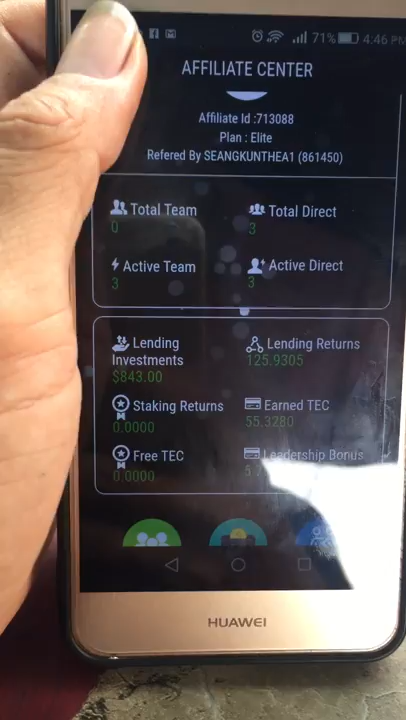 71% 4:46 PM
AFFILIATE CENTER
Affiliate Id :713088
Plan : Elite
Refered By SEANGKUNTHEA1 (861450)
Total Team
0
Total Direct
3
Active Team
3
Active Direct
3
Lending Investments
$843.00
Lending Returns
125.9305
Staking Returns
0.0000
Earned TEC
55.3280
Free TEC
0.0000
Leadership Bonus
HUAWEI